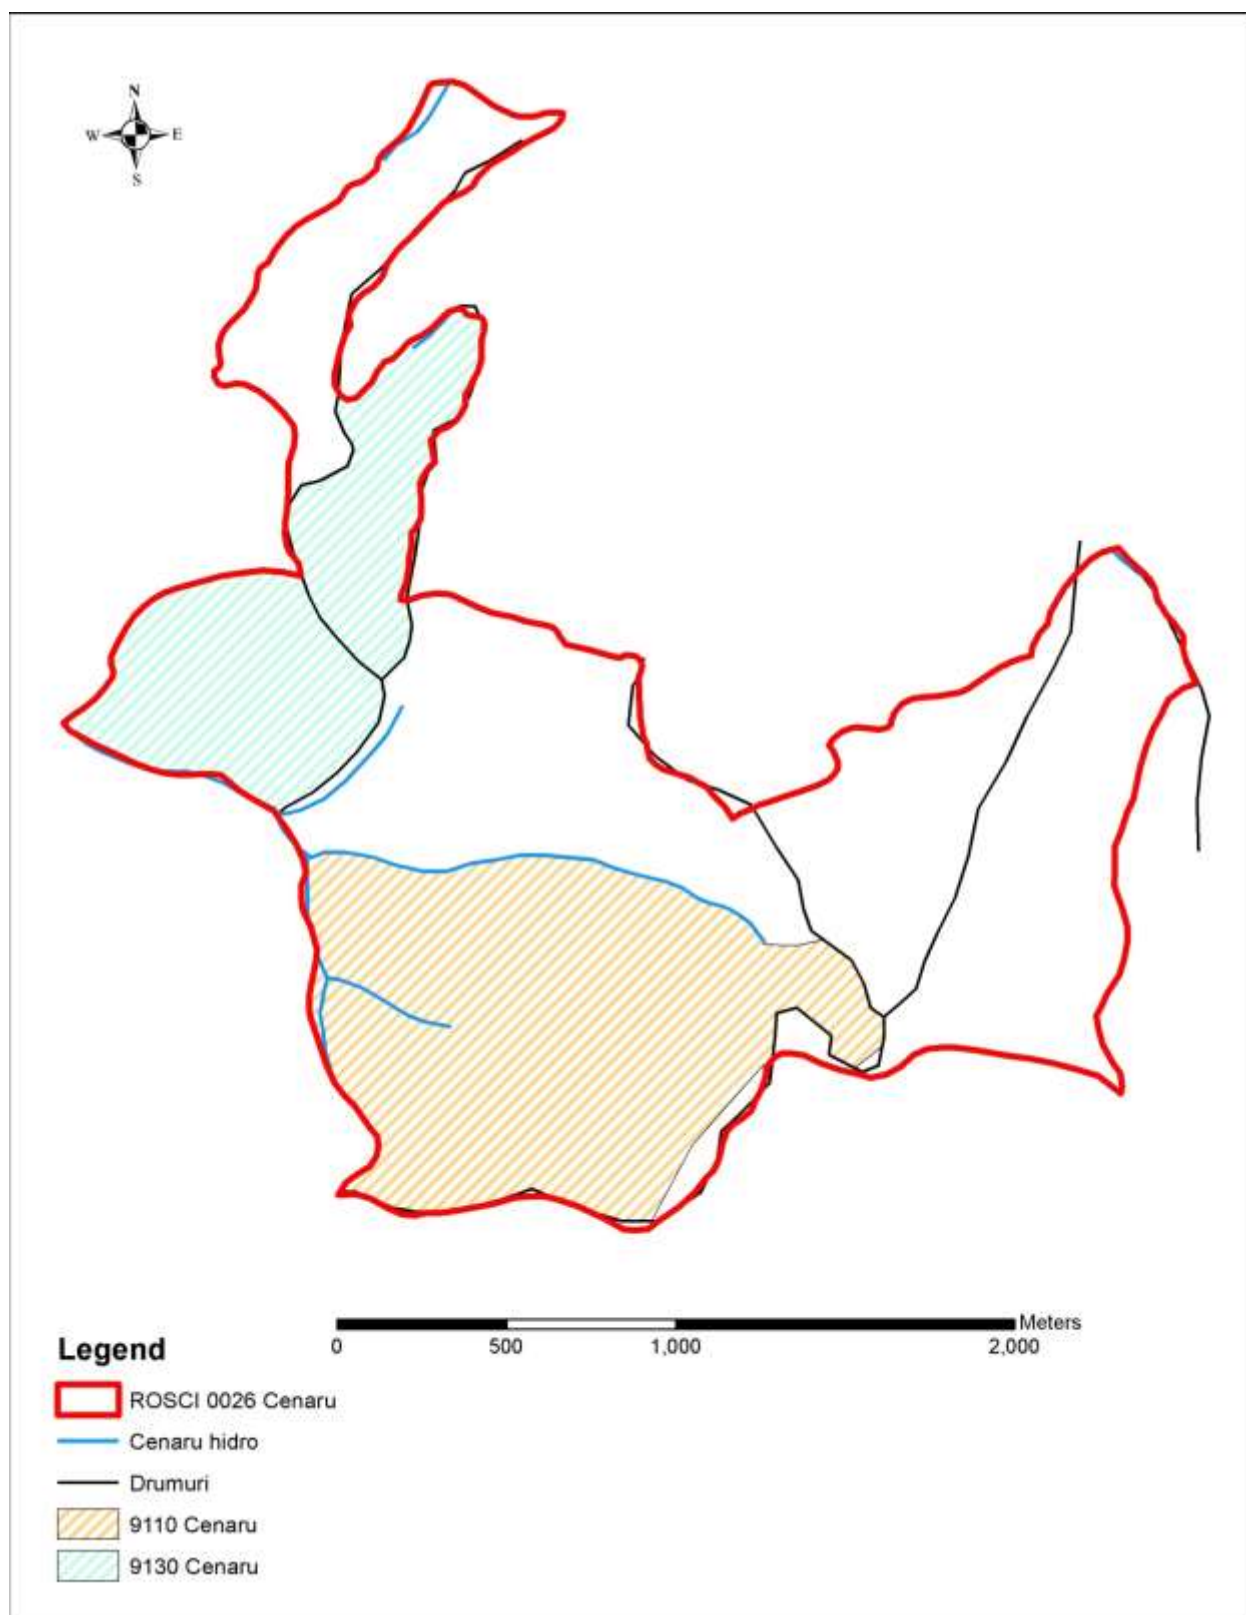 N
W E
S
Meters
0 500 1,000 2,000
Legend
ROSCI 0026 Cenaru
Cenaru hidro
Drumuri
9110 Cenaru
9130 Cenaru